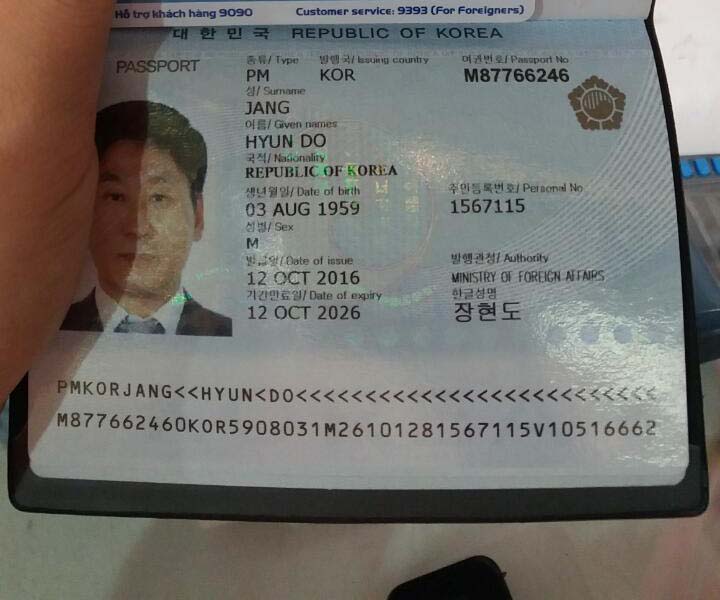 Hỗ trợ khách hàng 9090 Customer service: 9393 (For Foreigners)
대한민국 REPUBLIC OF KOREA
PASSPORT
종류/ Type 발행국/ Issuing country 여권번호/ Passport No
PM KOR M87766246
성/ Surname
JANG
이름/ Given names
HYUN DO
국적/ Nationality
REPUBLIC OF KOREA
생년월일/ Date of birth 주민등록번호/ Personal No
03 AUG 1959 1567115
성별/ Sex
M
발급일/ Date of issue 발행관청/ Authority
12 OCT 2016 MINISTRY OF FOREIGN AFFAIRS
기간만료일/ Date of expiry 한글성명
12 OCT 2026 장현도
PMKORJANG<<HYUN<DO<<<<<<<<<<<<<<<<<<<<<<<<<<
M877662460KOR5908031M26101281567115V10516662